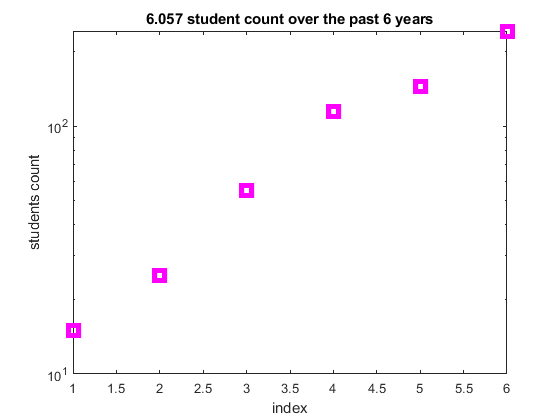 6.057 student count over the past 6 years
students count
10^2
10^1
1 1.5 2 2.5 3 3.5 4 4.5 5 5.5 6
index